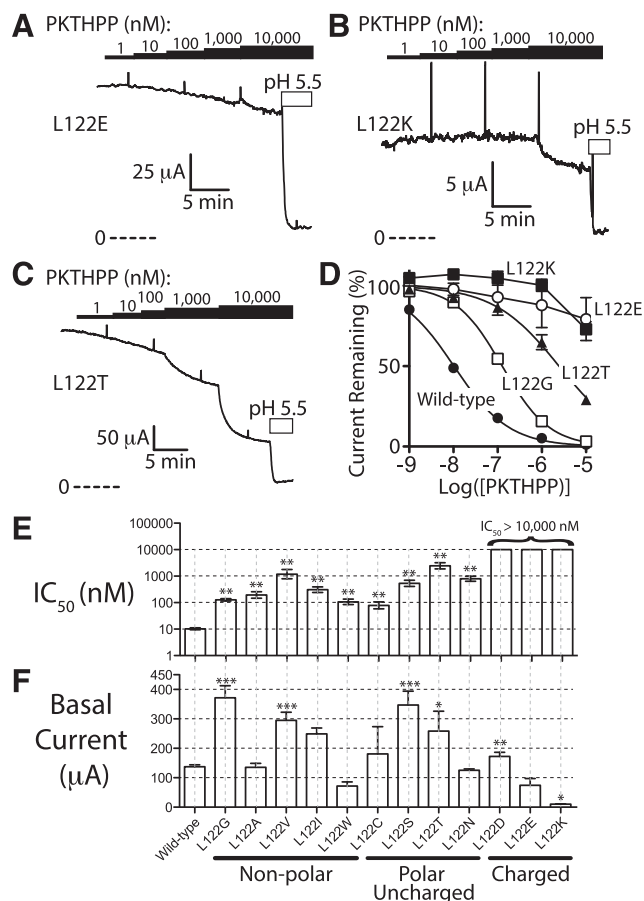 A
PKTHPP (nM):
1 10 100 1,000 10,000
pH 5.5
L122E
25 μA
5 min
0
B
PKTHPP (nM):
1 10 100 1,000 10,000
pH 5.5
L122K
5 μA
5 min
0
C
PKTHPP (nM):
1 10 100 1,000 10,000
L122T
pH 5.5
50 μA
5 min
0
D
Current Remaining (%)
100
50
0
L122K
L122E
L122T
L122G
Wild-type
-9 -8 -7 -6 -5
Log([PKTHPP])
E
IC50 (nM)
100000
10000
1000
100
10
1
IC50 > 10,000 nM
** ** ** ** ** ** ** ** **
F
Basal
Current
(μA)
450
400
300
200
100
0
*** *** *** * ** *
Wild-type L122G L122A L122V L122I L122W L122C L122S L122T L122N L122D L122E L122K
Non-polar
Polar
Uncharged
Charged